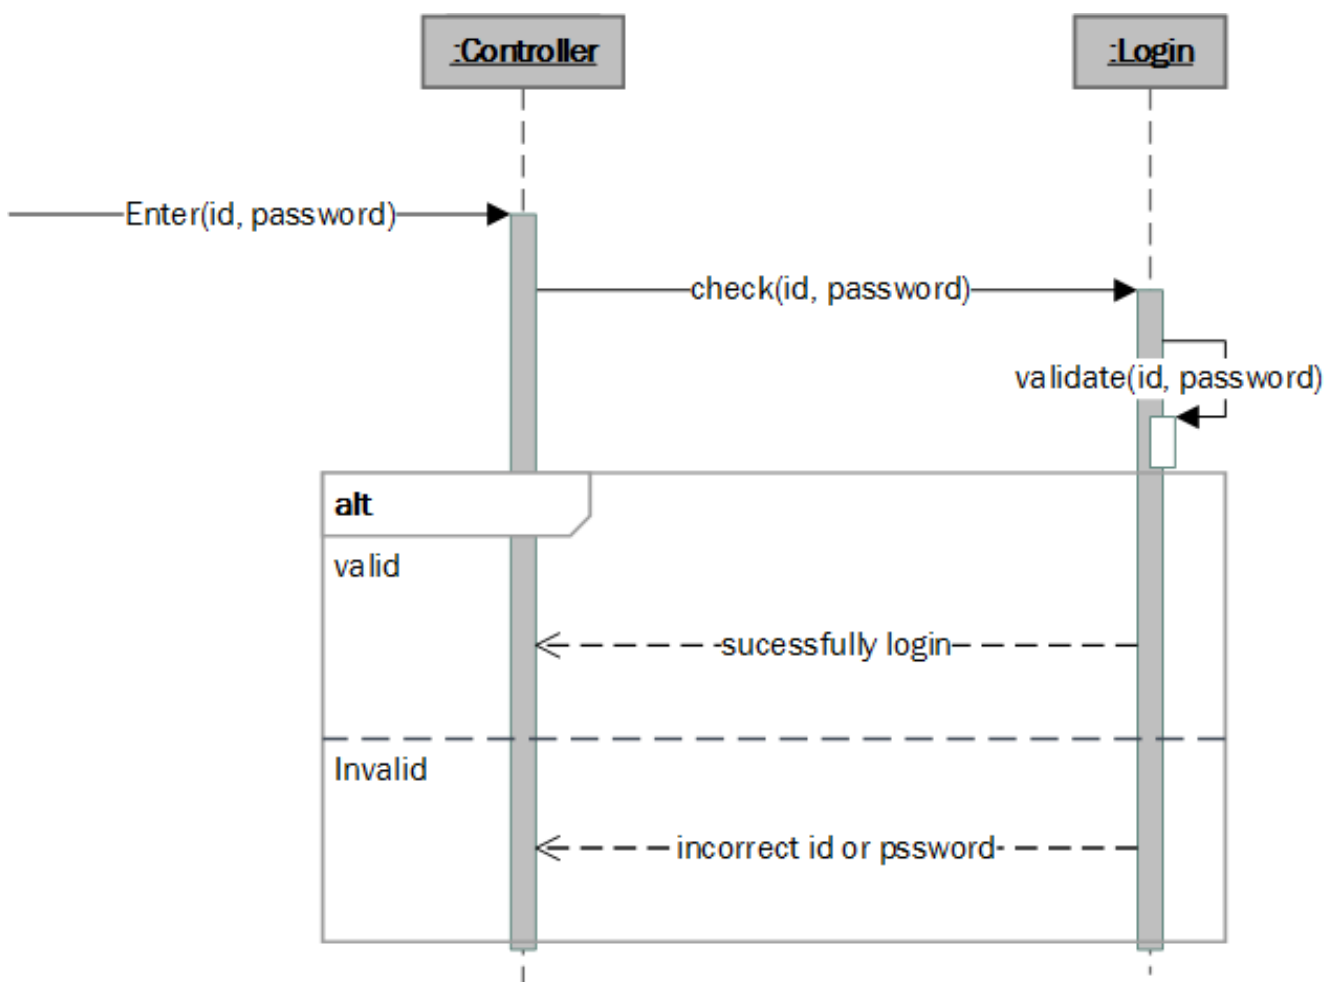 :Controller
:Login
Enter(id, password)
check(id, password)
validate(id, password)
alt
valid
sucessfully login
Invalid
incorrect id or pssword